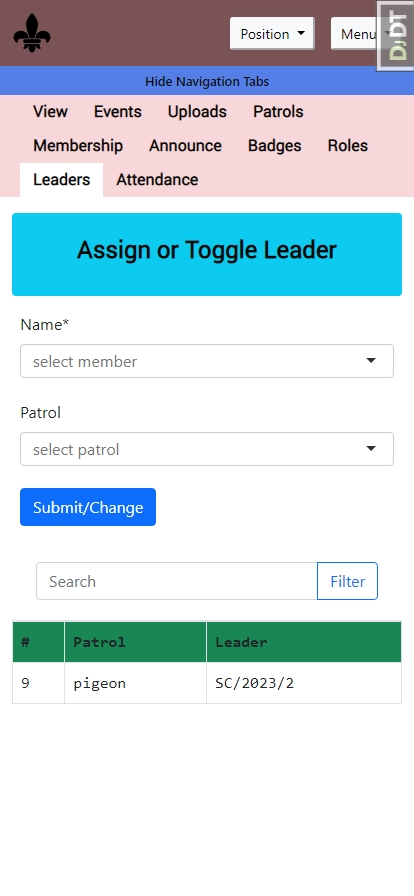 Position Menu DjDT
Hide Navigation Tabs
View Events Uploads Patrols
Membership Announce Badges Roles
Leaders Attendance
Assign or Toggle Leader
Name*
select member
Patrol
select patrol
Submit/Change
Search Filter
# Patrol Leader
9 pigeon SC/2023/2